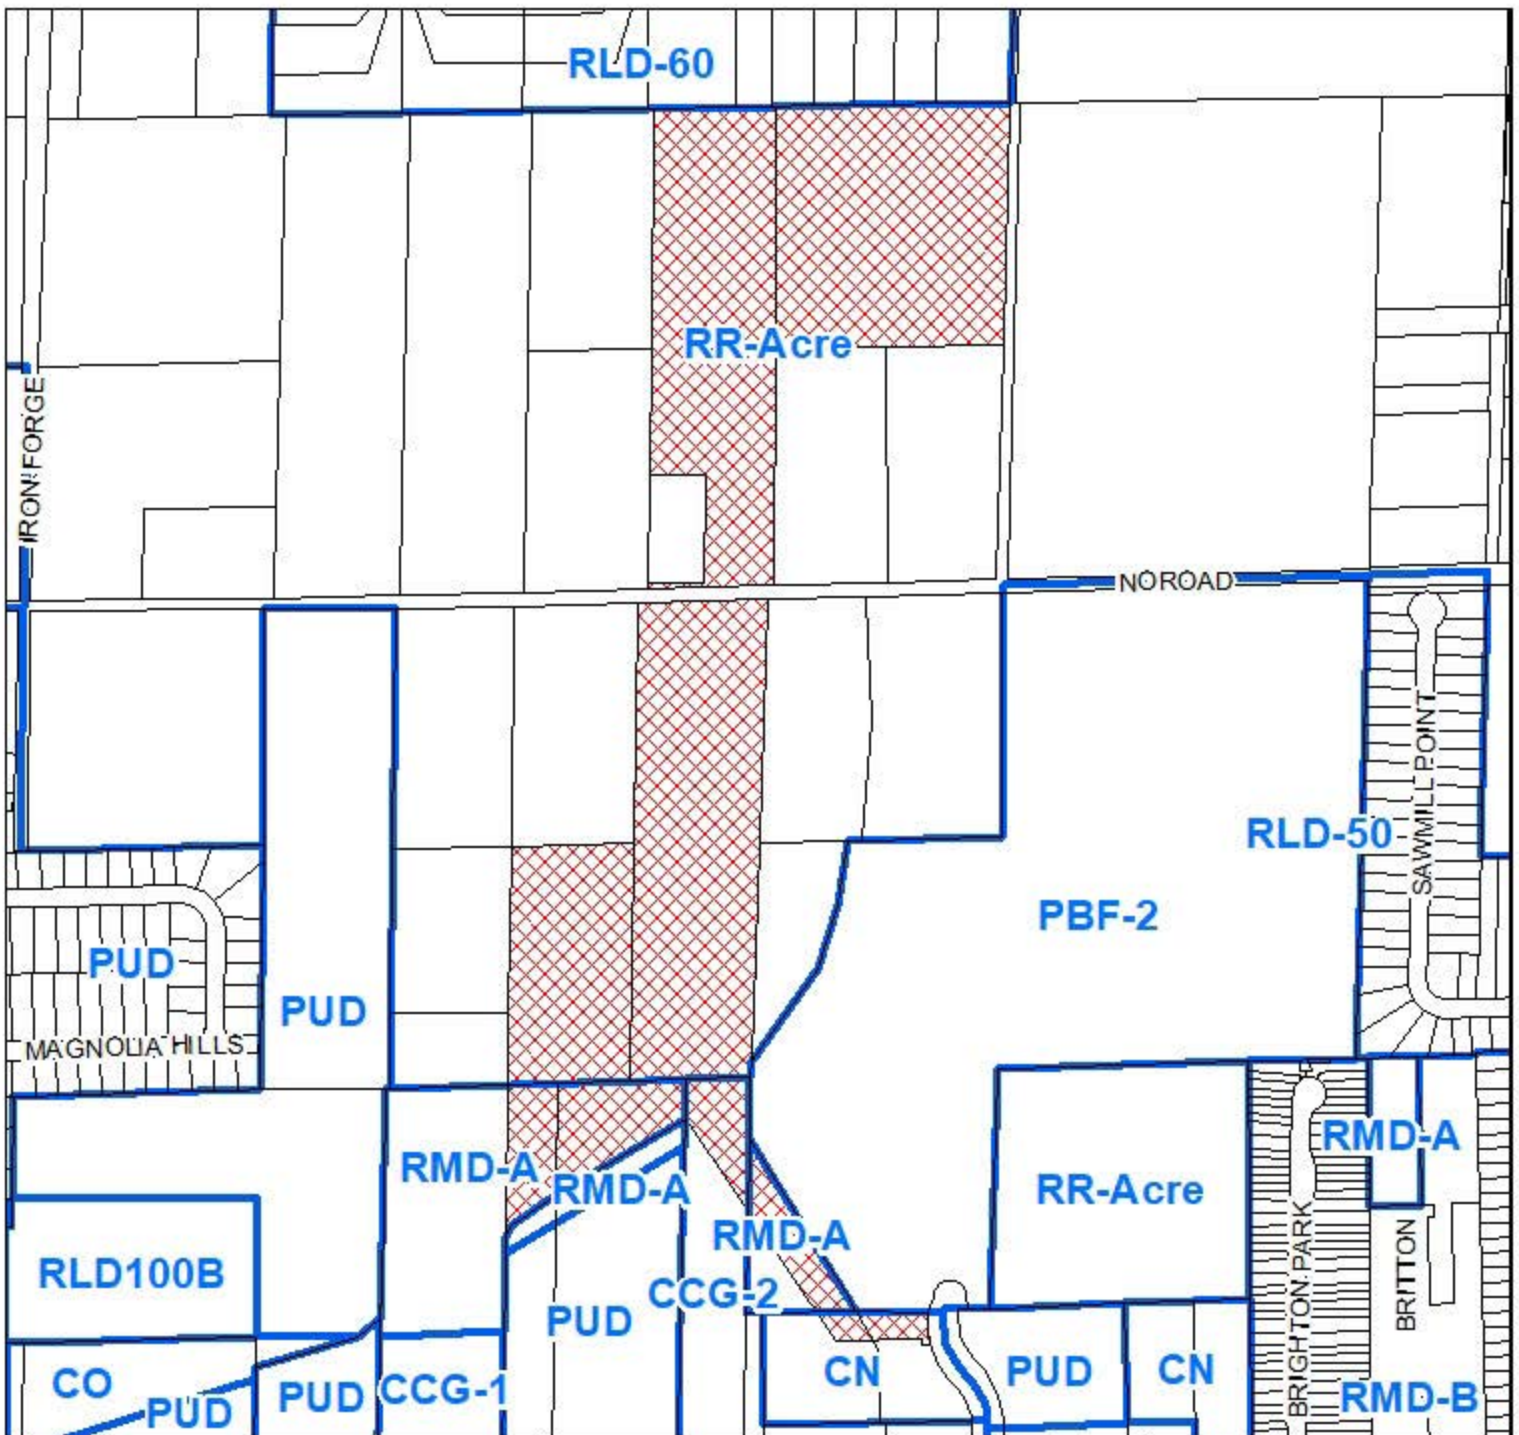 RLD-60
RR-Acre
IRON FORGE
NOROAD
SAWMILL POINT
RLD-50
PBF-2
PUD
PUD
MAGNOLIA HILLS
RMD-A
RMD-A
RMD-A
RR-Acre
RMD-A
RLD100B
CCG-2
PUD
BRIGHTON PARK
BRITTON
CO
PUD
PUD
CCG-1
CN
PUD
CN
RMD-B